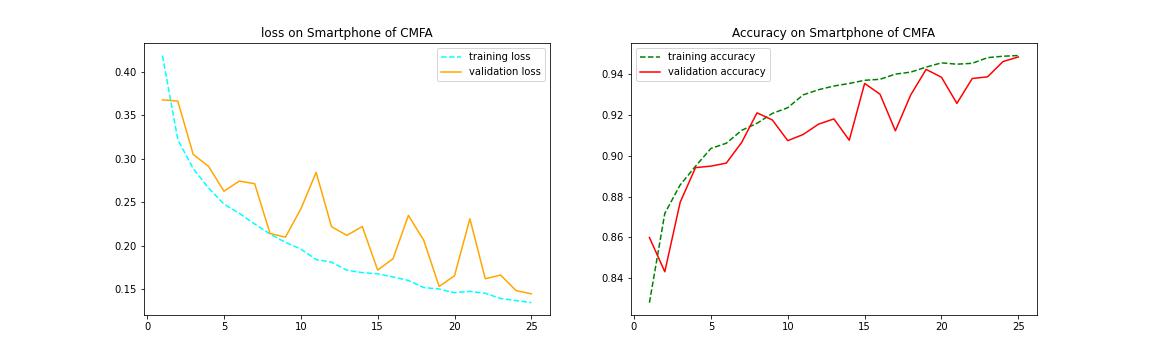 loss on Smartphone of CMFA
training loss
validation loss
0.40
0.35
0.30
0.25
0.20
0.15
0 5 10 15 20 25
Accuracy on Smartphone of CMFA
training accuracy
validation accuracy
0.94
0.92
0.90
0.88
0.86
0.84
0 5 10 15 20 25